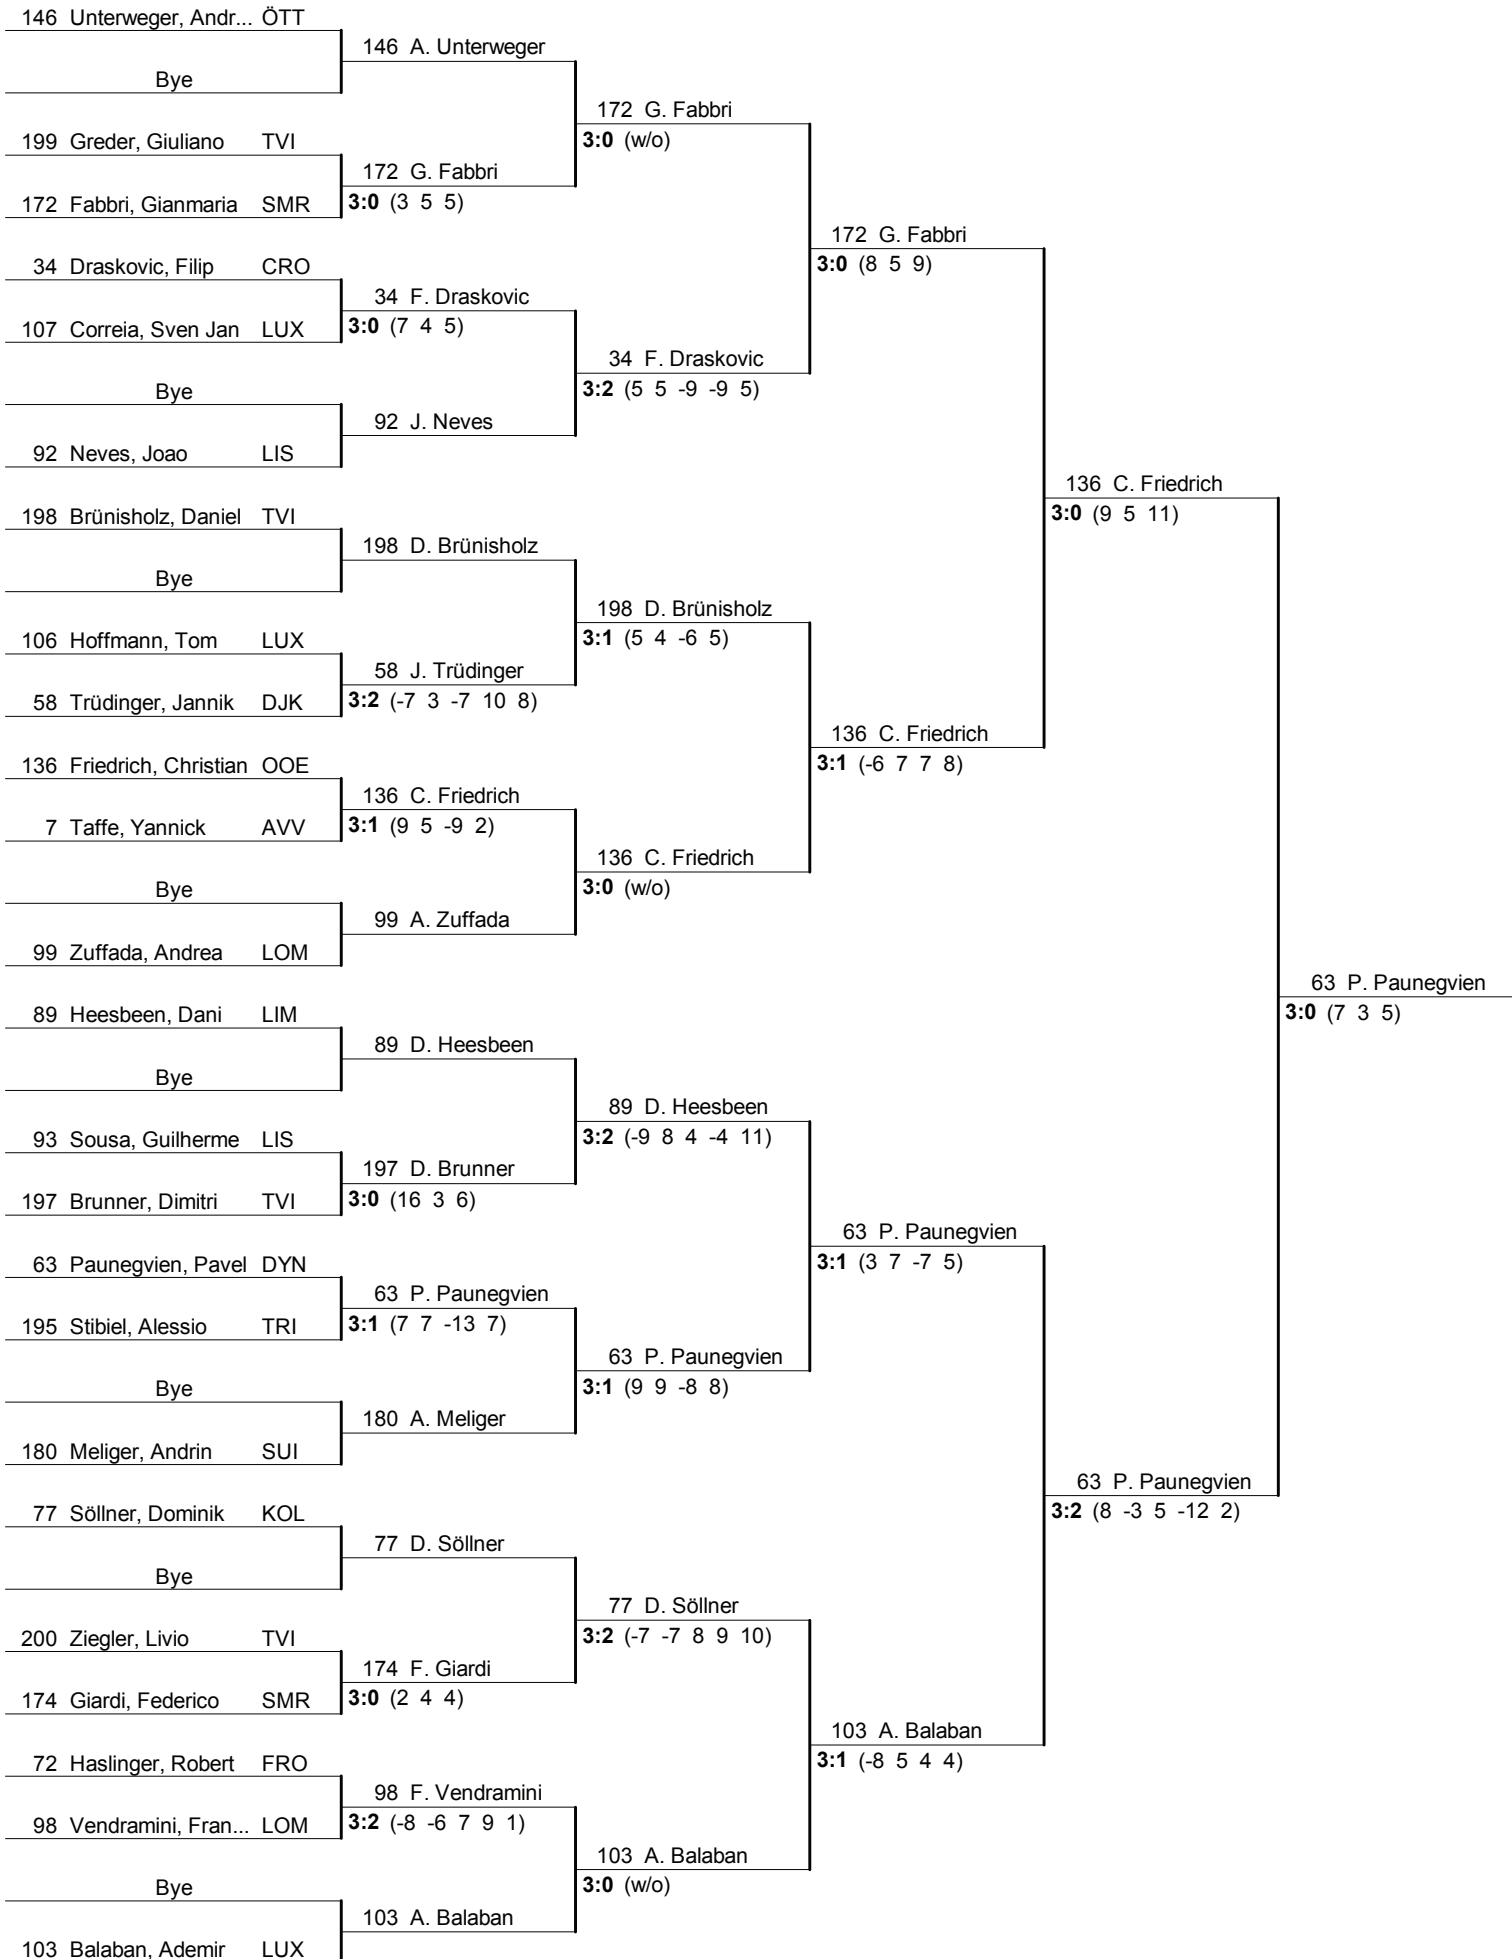 146 Unterweger, Andr... ÖTT
146 A. Unterweger
Bye
172 G. Fabbri
3:0 (w/o)
199 Greder, Giuliano TVI
172 G. Fabbri
172 Fabbri, Gianmaria SMR
3:0 (3 5 5)
172 G. Fabbri
3:0 (8 5 9)
34 Draskovic, Filip CRO
34 F. Draskovic
107 Correia, Sven Jan LUX
3:0 (7 4 5)
34 F. Draskovic
3:2 (5 5 -9 -9 5)
Bye
92 J. Neves
92 Neves, Joao LIS
136 C. Friedrich
3:0 (9 5 11)
198 Brünisholz, Daniel TVI
198 D. Brünisholz
Bye
198 D. Brünisholz
3:1 (5 4 -6 5)
106 Hoffmann, Tom LUX
58 J. Trüdinger
58 Trüdinger, Jannik DJK
3:2 (-7 3 -7 10 8)
136 C. Friedrich
3:1 (-6 7 7 8)
136 Friedrich, Christian OOE
136 C. Friedrich
7 Taffe, Yannick AVV
3:1 (9 5 -9 2)
136 C. Friedrich
3:0 (w/o)
Bye
99 A. Zuffada
99 Zuffada, Andrea LOM
63 P. Paunegvien
3:0 (7 3 5)
89 Heesbeen, Dani LIM
89 D. Heesbeen
Bye
89 D. Heesbeen
3:2 (-9 8 4 -4 11)
93 Sousa, Guilherme LIS
197 D. Brunner
197 Brunner, Dimitri TVI
3:0 (16 3 6)
63 P. Paunegvien
3:1 (3 7 -7 5)
63 Paunegvien, Pavel DYN
63 P. Paunegvien
195 Stibiel, Alessio TRI
3:1 (7 7 -13 7)
63 P. Paunegvien
3:1 (9 9 -8 8)
Bye
180 A. Meliger
180 Meliger, Andrin SUI
63 P. Paunegvien
3:2 (8 -3 5 -12 2)
77 Söllner, Dominik KOL
77 D. Söllner
Bye
77 D. Söllner
3:2 (-7 -7 8 9 10)
200 Ziegler, Livio TVI
174 F. Giardi
174 Giardi, Federico SMR
3:0 (2 4 4)
103 A. Balaban
3:1 (-8 5 4 4)
72 Haslinger, Robert FRO
98 F. Vendramini
98 Vendramini, Fran... LOM
3:2 (-8 -6 7 9 1)
103 A. Balaban
3:0 (w/o)
Bye
103 A. Balaban
103 Balaban, Ademir LUX